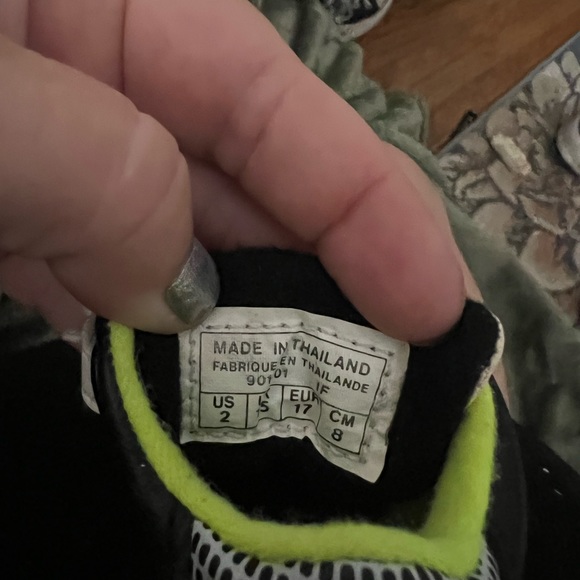 MADE IN THAILAND
FABRIQUE EN THAILANDE
US EUR CM
2 17 8